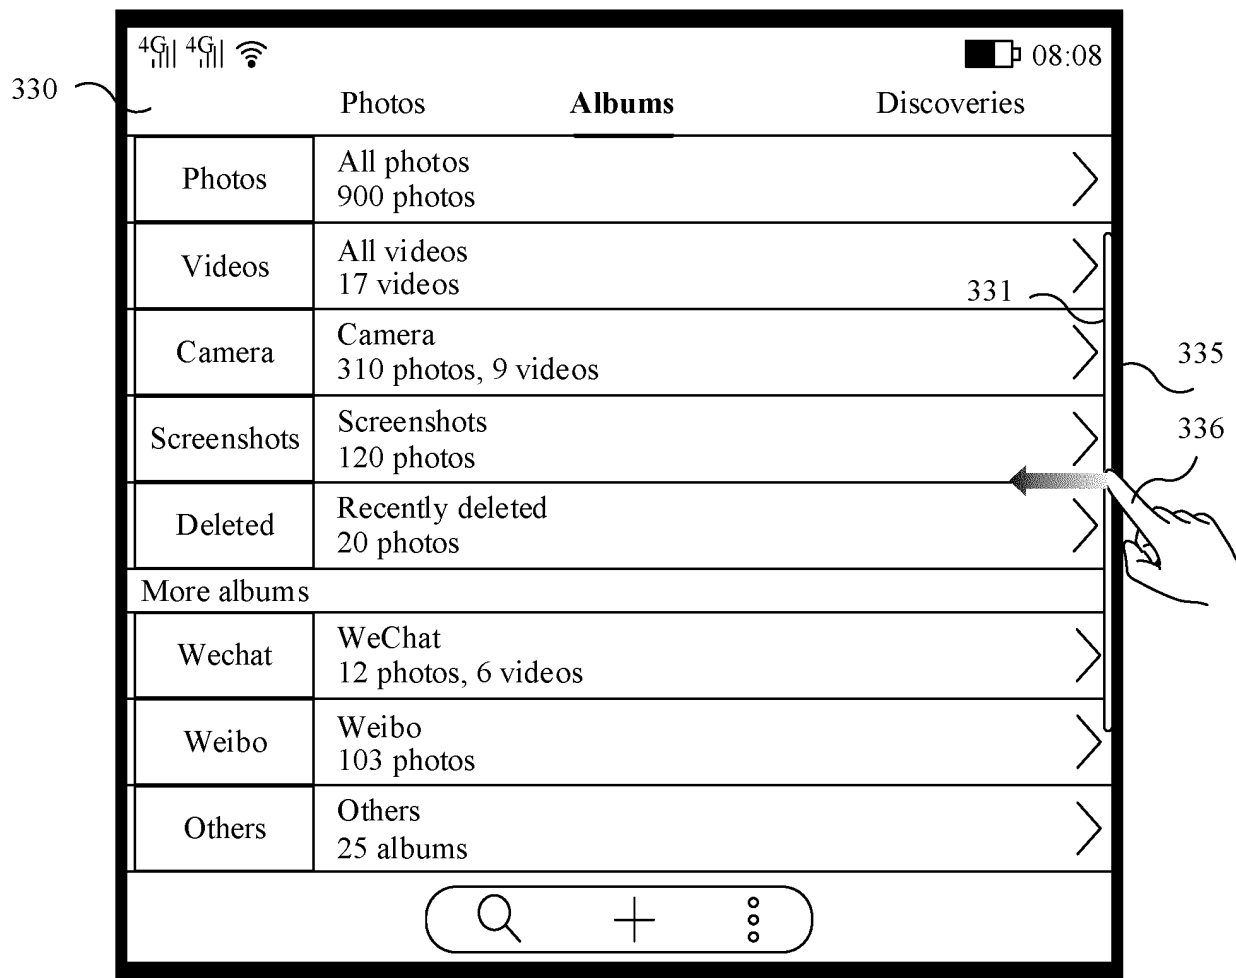 4G 4G 08:08
330
Photos Albums Discoveries
Photos
All photos
900 photos
Videos
All videos
17 videos
331
Camera
Camera
310 photos, 9 videos
335
Screenshots
Screenshots
120 photos
336
Deleted
Recently deleted
20 photos
More albums
Wechat
WeChat
12 photos, 6 videos
Weibo
Weibo
103 photos
Others
Others
25 albums